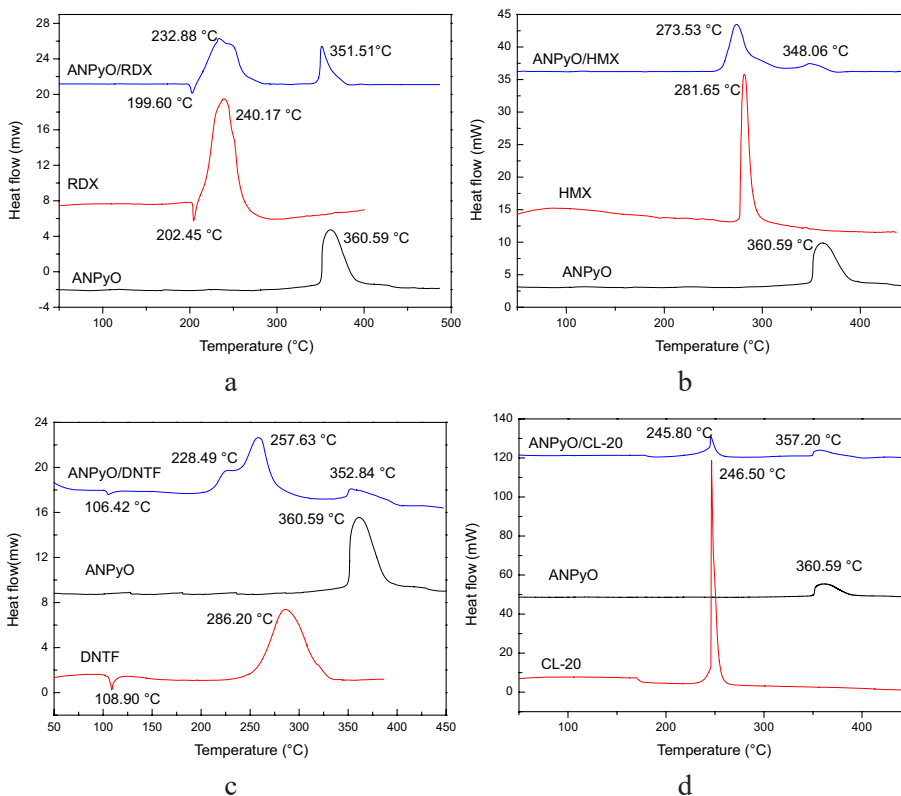 32
28
24
20
16
12
8
4
0
-4
Heat flow (mw)
232.88 °C
351.51°C
ANPyO/RDX
199.60 °C
240.17 °C
RDX
202.45 °C
360.59 °C
ANPyO
100
200
300
400
500
Temperature (°C)
a
45
40
35
30
25
20
15
10
5
0
Heat flow (mW)
273.53 °C
348.06 °C
ANPyO/HMX
281.65 °C
HMX
360.59 °C
ANPyO
100
200
300
400
Temperature (°C)
b
24
20
16
12
8
4
0
Heat flow(mw)
257.63 °C
ANPyO/DNTF
228.49 °C
352.84 °C
106.42 °C
360.59 °C
ANPyO
286.20 °C
DNTF
108.90 °C
50
100
150
200
250
300
350
400
450
Temperature (°C)
c
140
120
100
80
60
40
20
0
Heat flow (mW)
245.80 °C
357.20 °C
ANPyO/CL-20
246.50 °C
ANPyO
360.59 °C
CL-20
100
200
300
400
Temperature (°C)
d